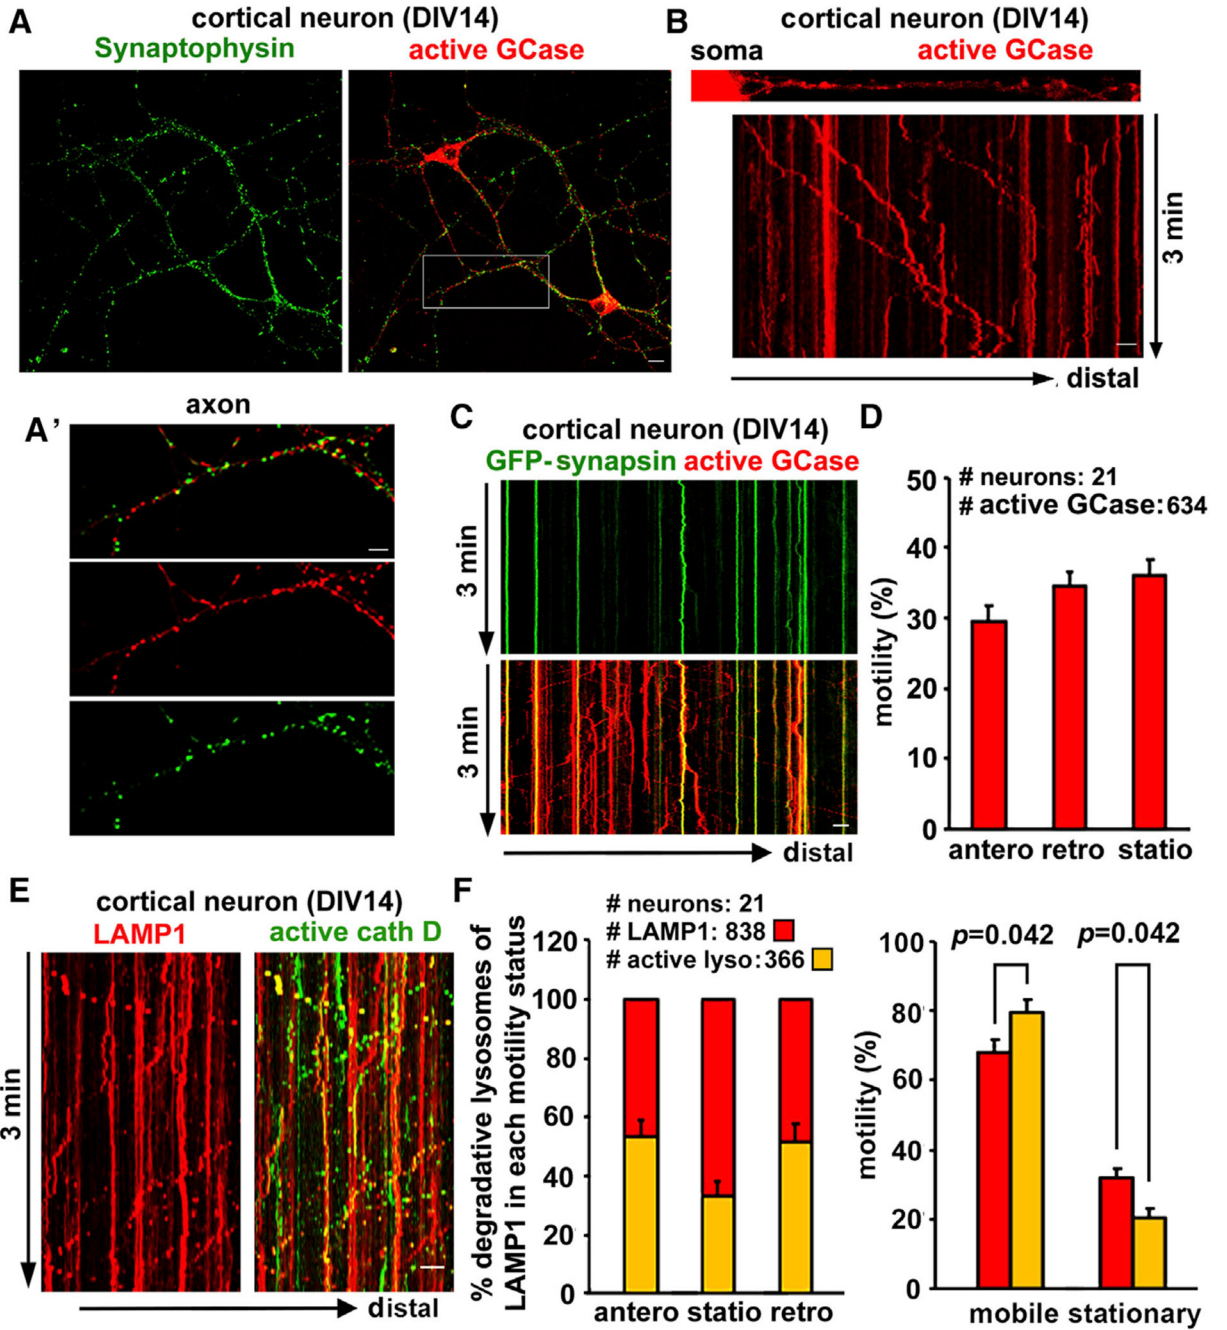 A
cortical neuron (DIV14)
Synaptophysin
active GCase
B
cortical neuron (DIV14)
soma
active GCase
3 min
distal
A'
axon
C
cortical neuron (DIV14)
GFP-synapsin active GCase
3 min
3 min
distal
D
# neurons: 21
# active GCase: 634
motility (%)
50
40
30
20
10
0
antero retro statio
E
cortical neuron (DIV14)
LAMP1
active cath D
3 min
distal
F
# neurons: 21
# LAMP1: 838
# active lyso: 366
% degradative lysosomes of
LAMP1 in each motility status
120
100
80
60
40
20
0
antero statio retro
p=0.042 p=0.042
motility (%)
100
80
60
40
20
0
mobile stationary